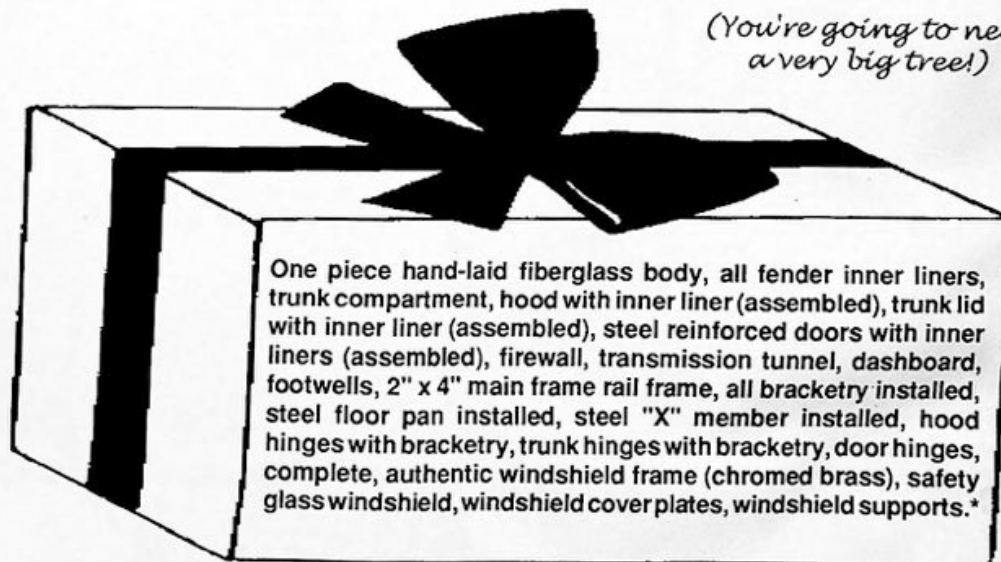 (You're going to
a very big tree!)
One piece hand-laid fiberglass body, all fender inner liners,
trunk compartment, hood with inner liner (assembled), trunk lid
with inner liner (assembled), steel reinforced doors with inner
liners (assembled), firewall, transmission tunnel, dashboard,
footwells, 2" x 4" main frame rail frame, all bracketry installed,
steel floor pan installed, steel "X" member installed, hood
hinges with bracketry, trunk hinges with bracketry, door hinges,
complete, authentic windshield frame (chromed brass), safety
glass windshield, windshield cover plates, windshield supports.*